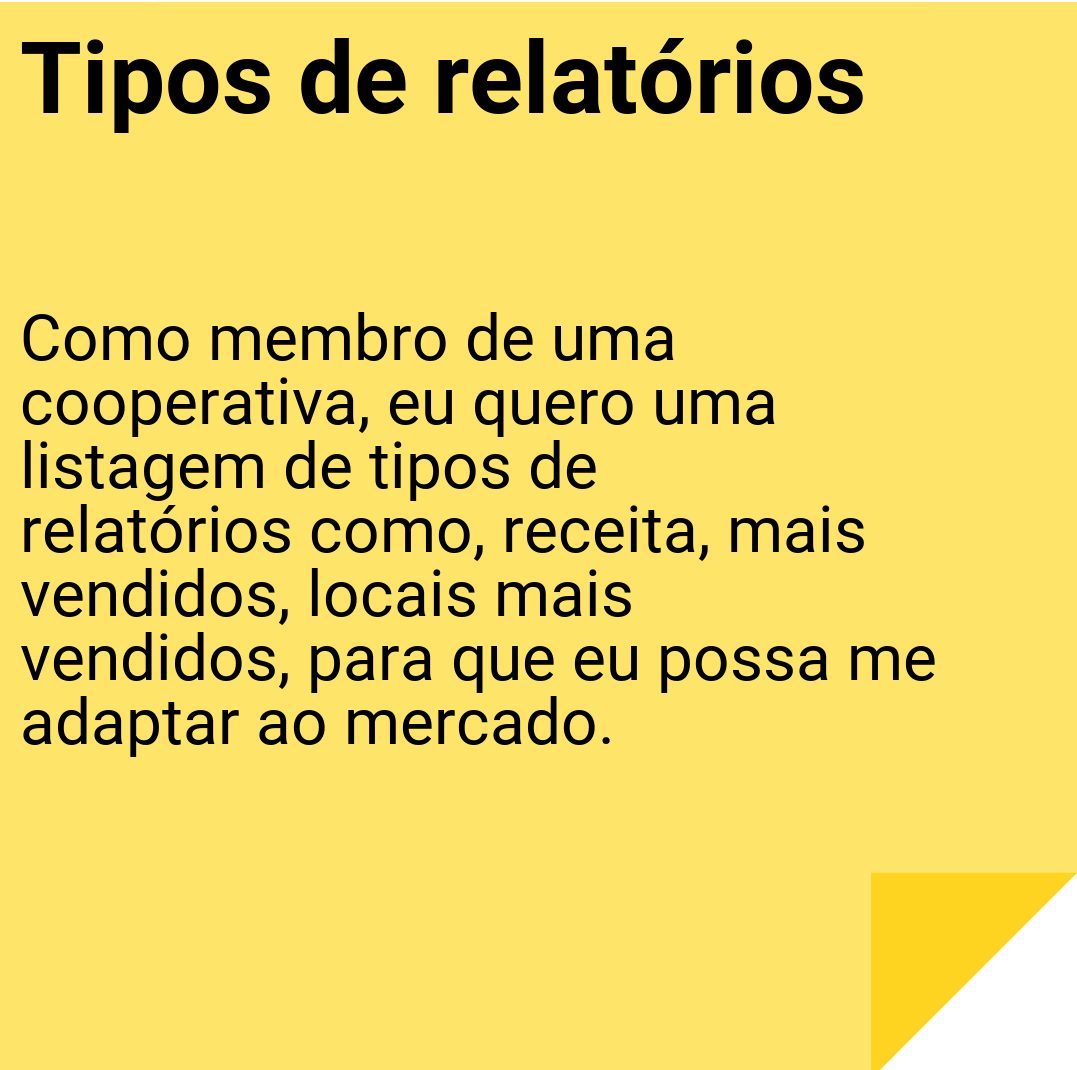 Tipos de relatórios
Como membro de uma
cooperativa, eu quero uma
listagem de tipos de
relatórios como, receita, mais
vendidos, locais mais
vendidos, para que eu possa me
adaptar ao mercado.